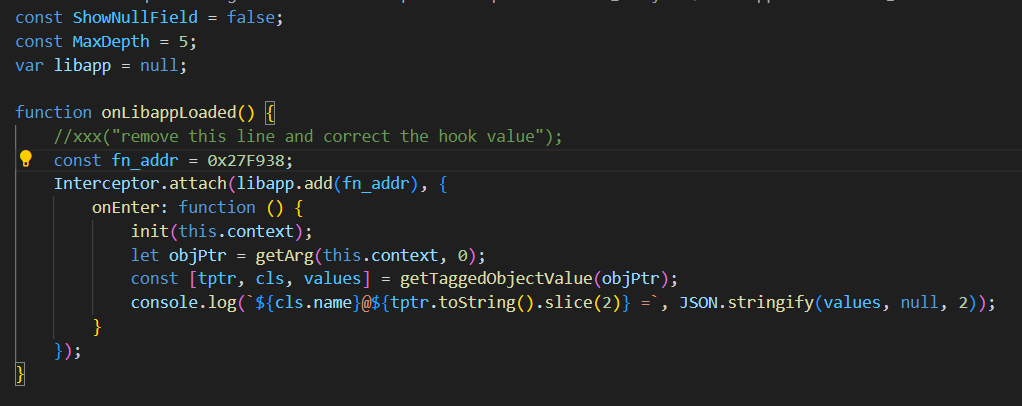 const ShowNullField = false;
const MaxDepth = 5;
var libapp = null;
function onLibappLoaded() {
//xxx("remove this line and correct the hook value");
const fn_addr = 0x27F938;
Interceptor.attach(libapp.add(fn_addr), {
onEnter: function () {
init(this.context);
let objPtr = getArg(this.context, 0);
const [tptr, cls, values] = getTaggedObjectValue(objPtr);
console.log(`${cls.name}@${tptr.toString().slice(2)} =`, JSON.stringify(values, null, 2));
}
});
}